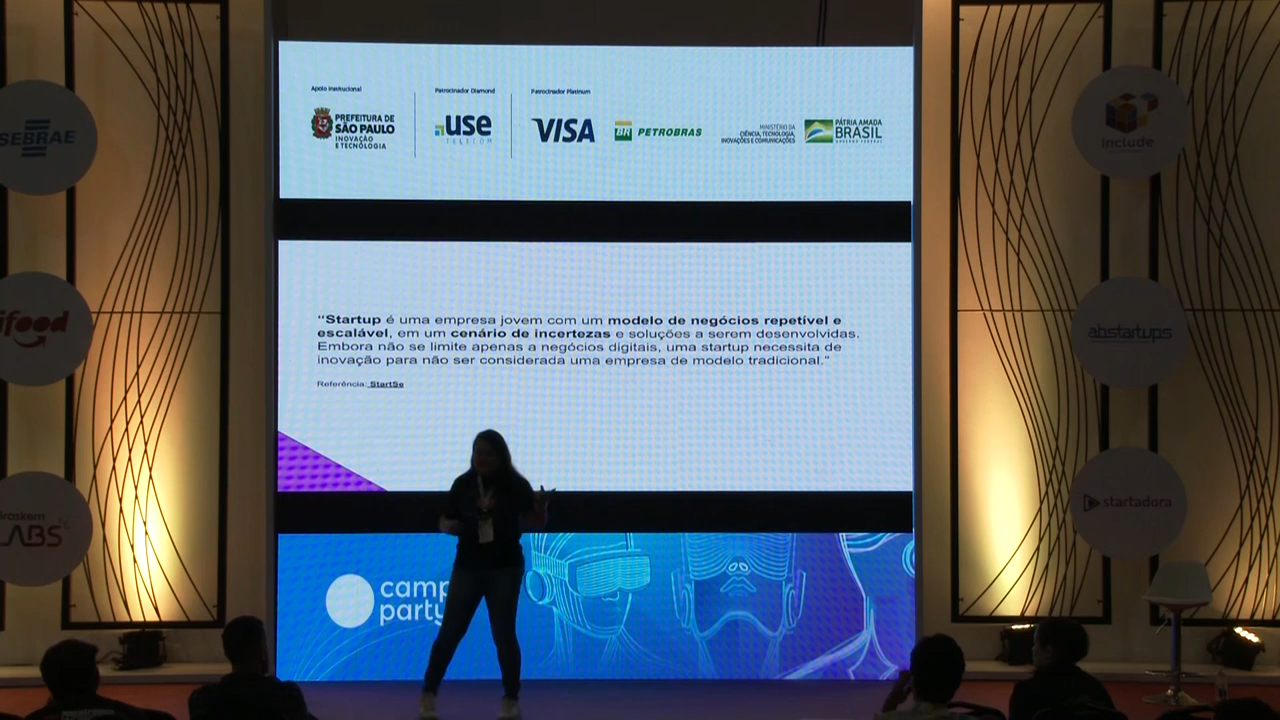 Apoio Institucional
PREFEITURA DE
SÃO PAULO
INOVAÇÃO
E TECNOLOGIA
Patrocinador Diamond
use
TELECOM
Patrocinador Platinum
VISA
BR PETROBRAS
MINISTÉRIO DA
CIÊNCIA, TECNOLOGIA,
INOVAÇÕES E COMUNICAÇÕES
PÁTRIA AMADA
BRASIL
GOVERNO FEDERAL
"Startup é uma empresa jovem com um modelo de negócios repetível e
escalável, em um cenário de incertezas e soluções a serem desenvolvidas.
Embora não se limite apenas a negócios digitais, uma startup necessita de
inovação para não ser considerada uma empresa de modelo tradicional."
Referência: StartSe
camp
party
SEBRAE
ifood
Braskem
LABS
include
abstartups
startadora